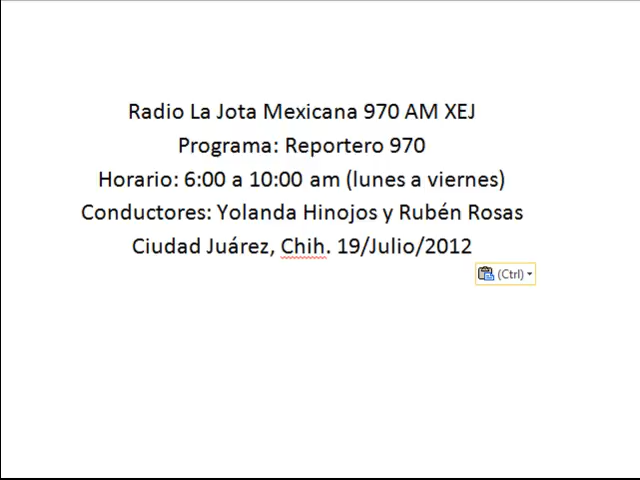 Radio La Jota Mexicana 970 AM XEJ
Programa: Reportero 970
Horario: 6:00 a 10:00 am (lunes a viernes)
Conductores: Yolanda Hinojos y Rubén Rosas
Ciudad Juárez, Chih. 19/Julio/2012
(Ctrl)